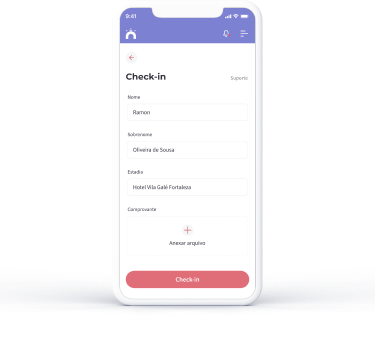 9:41
Check-in
Suporte
Nome
Ramon
Sobrenome
Oliveira de Sousa
Estadia
Hotel Vila Galé Fortaleza
Comprovante
Anexar arquivo
Check-in